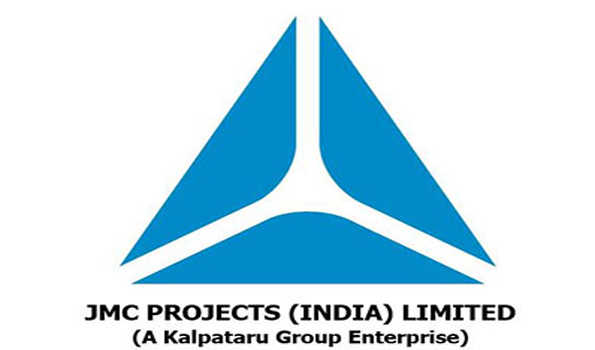 JMC PROJECTS (INDIA) LIMITED
(A Kalpataru Group Enterprise)